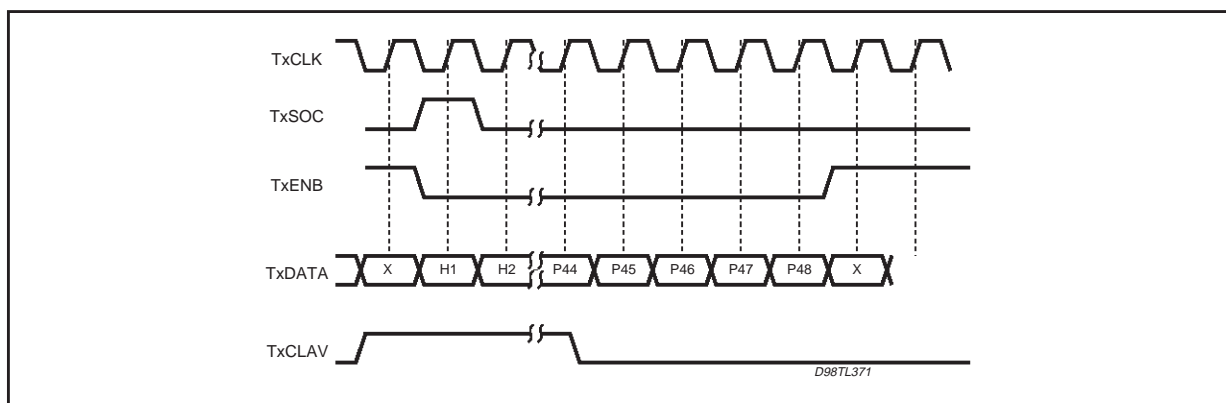 TxCLK
TxSOC
TxENB
TxDATA X H1 H2 P44 P45 P46 P47 P48 X
TxCLAV
D98TL371